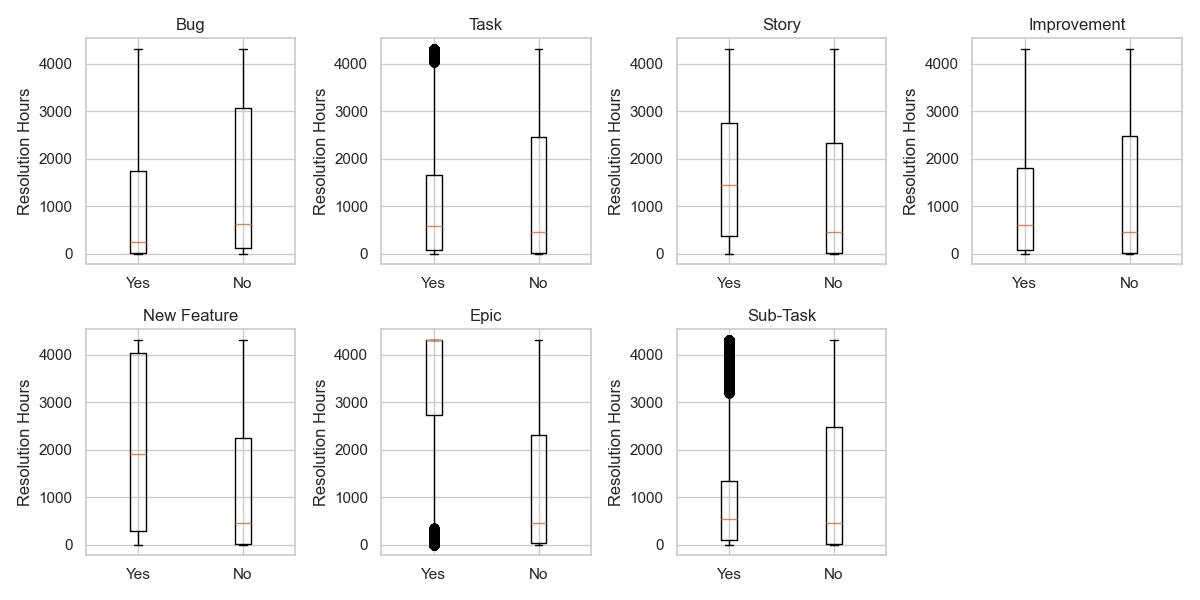 Bug
Task
Story
Improvement
Resolution Hours
4000
3000
2000
1000
0
Yes
No
Resolution Hours
4000
3000
2000
1000
0
Yes
No
Resolution Hours
4000
3000
2000
1000
0
Yes
No
Resolution Hours
4000
3000
2000
1000
0
Yes
No
New Feature
Epic
Sub-Task
Resolution Hours
4000
3000
2000
1000
0
Yes
No
Resolution Hours
4000
3000
2000
1000
0
Yes
No
Resolution Hours
4000
3000
2000
1000
0
Yes
No